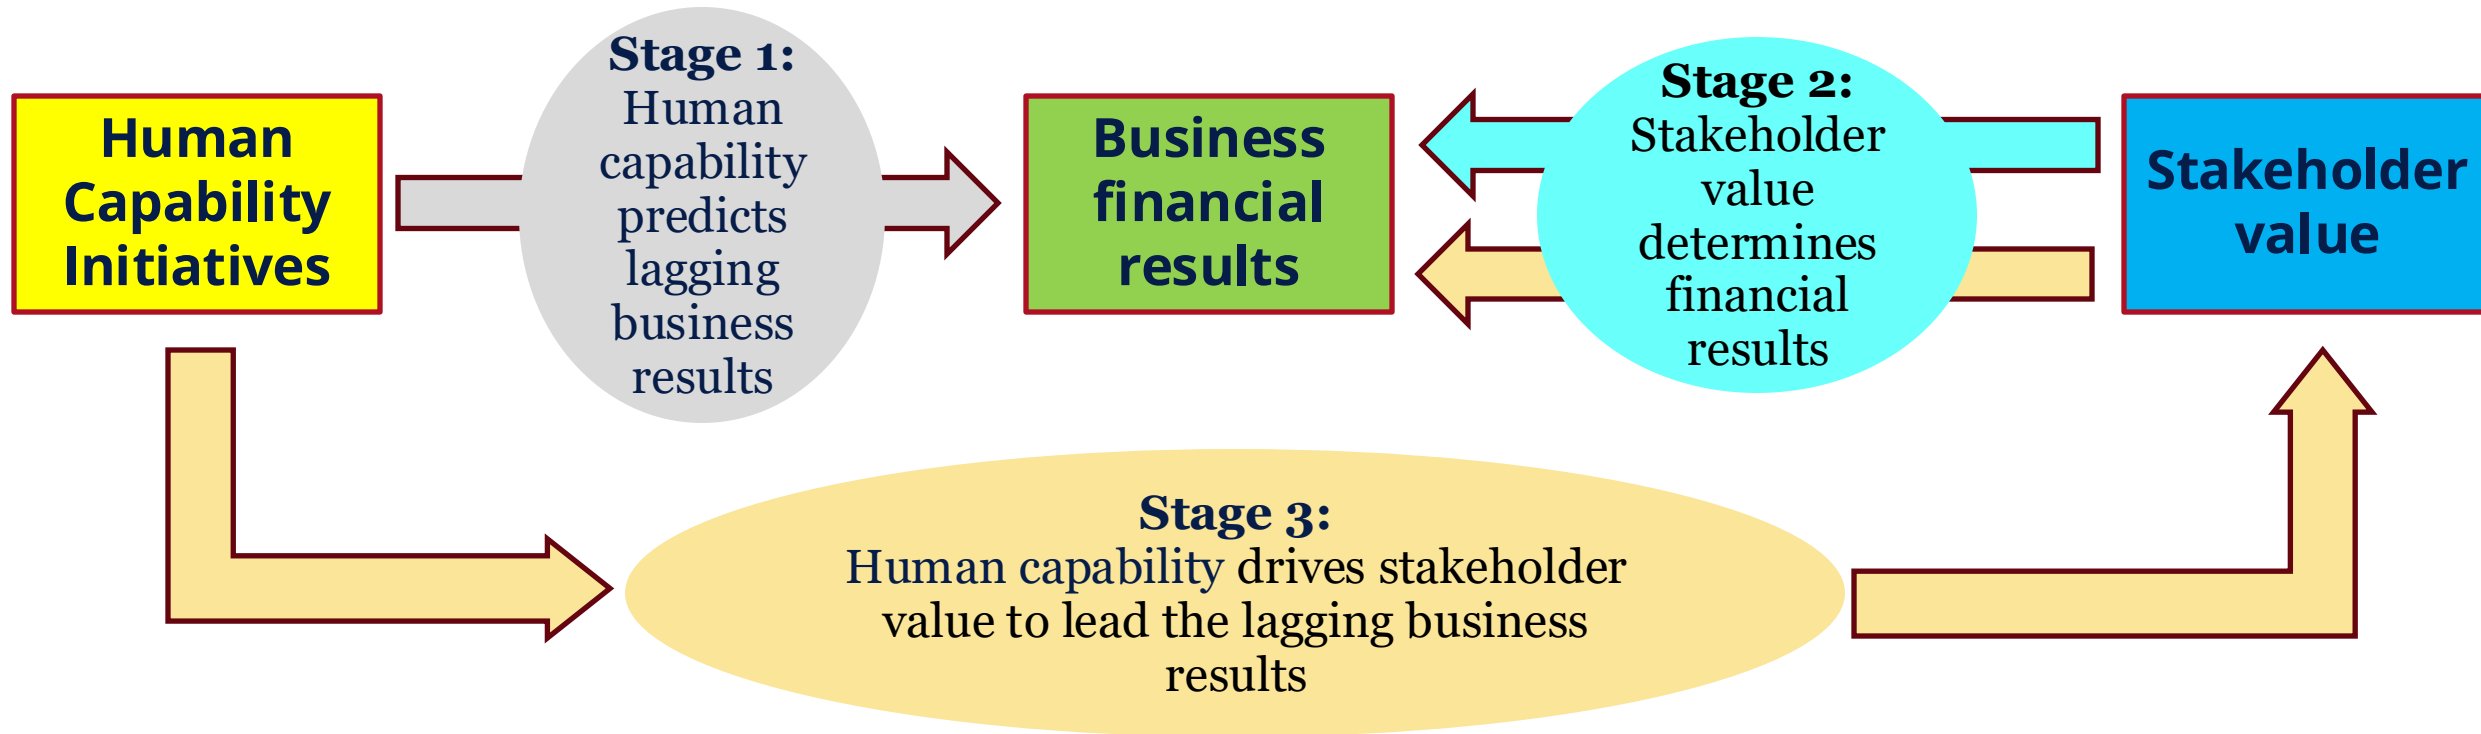 Human
Capability
Initiatives
Stage 1:
Human
capability
predicts
lagging
business
results
Business
financial
results
Stage 2:
Stakeholder
value
determines
financial
results
Stakeholder
value
Stage 3:
Human capability drives stakeholder
value to lead the lagging business
results